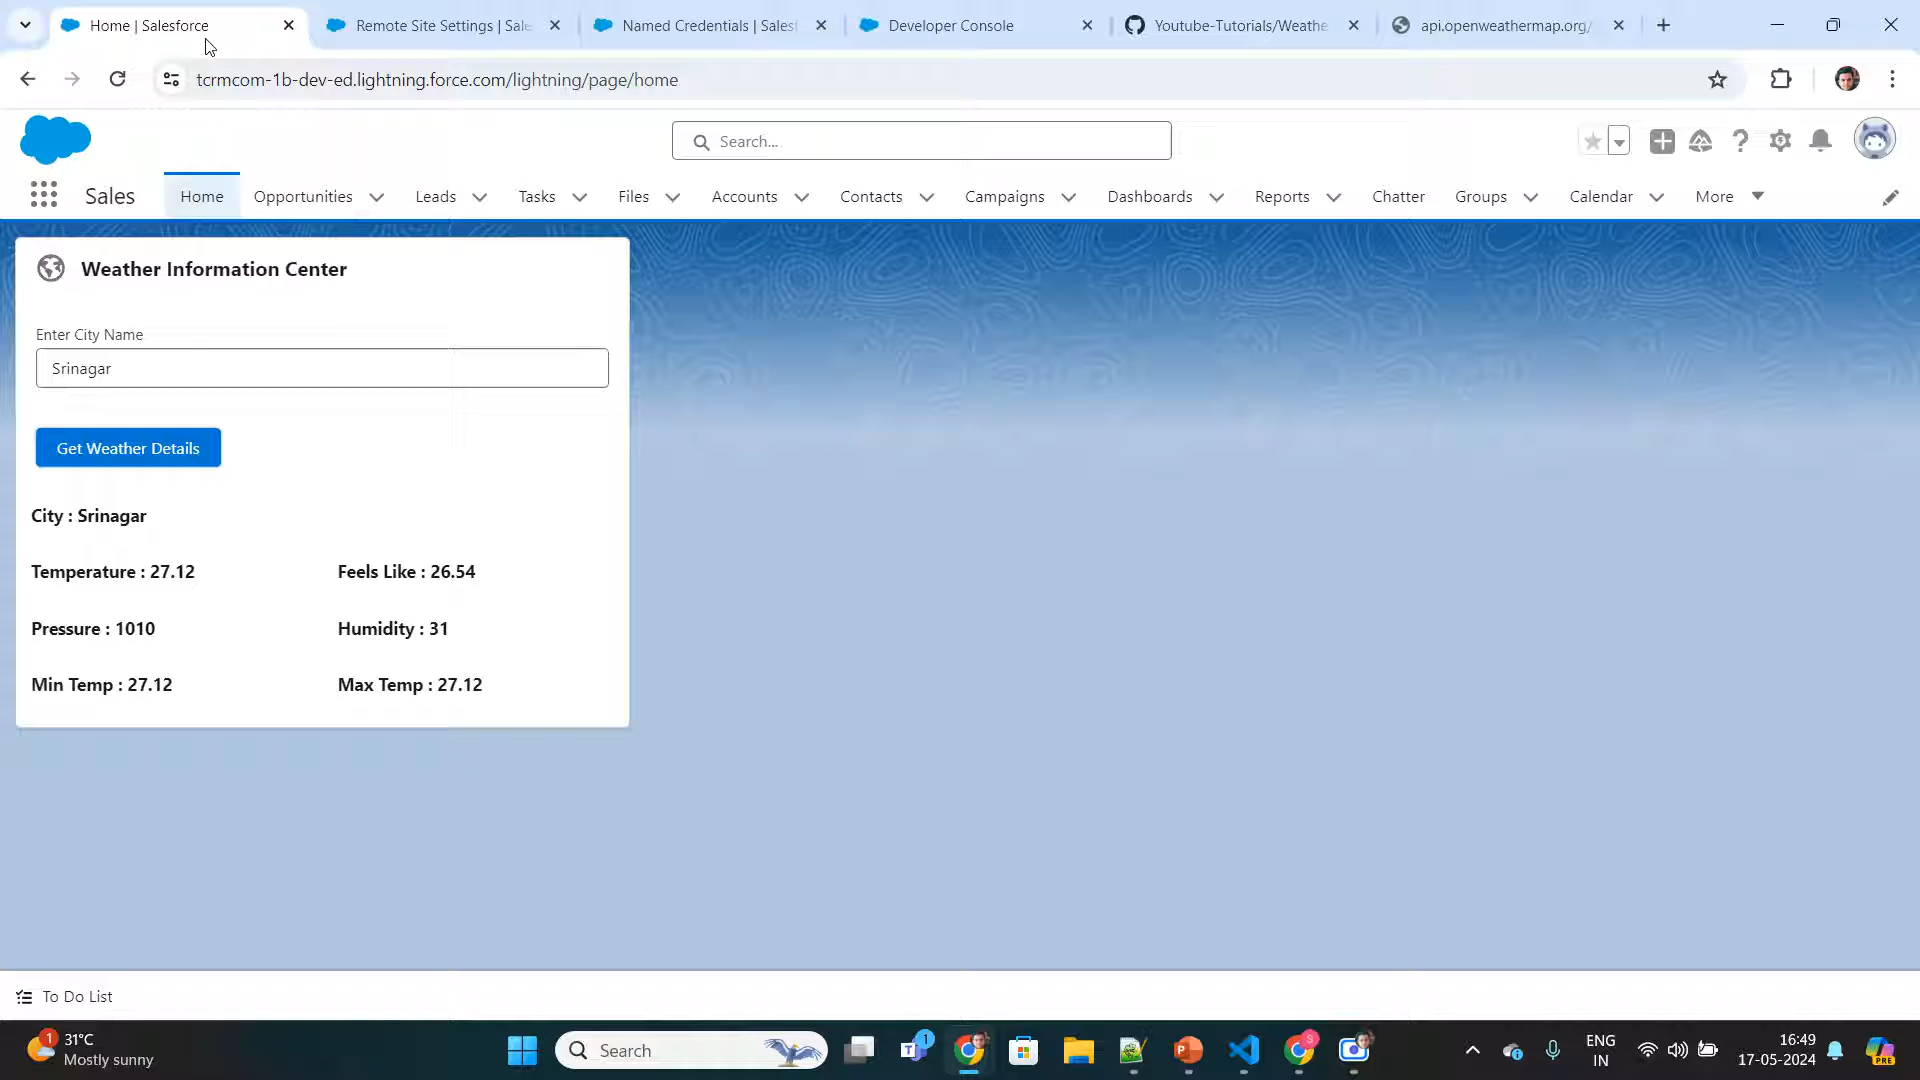 Home | Salesforce
Remote Site Settings | Sale
Named Credentials | Salesf
Developer Console
Youtube-Tutorials/Weathe
api.openweathermap.org/
tcrmcom-1b-dev-ed.lightning.force.com/lightning/page/home
Search...
Sales
Home
Opportunities
Leads
Tasks
Files
Accounts
Contacts
Campaigns
Dashboards
Reports
Chatter
Groups
Calendar
More
Weather Information Center
Enter City Name
Srinagar
Get Weather Details
City : Srinagar
Temperature : 27.12
Feels Like : 26.54
Pressure : 1010
Humidity : 31
Min Temp : 27.12
Max Temp : 27.12
To Do List
1
31°C
Mostly sunny
Search
1
S
ENG
IN
16:49
17-05-2024
PRE